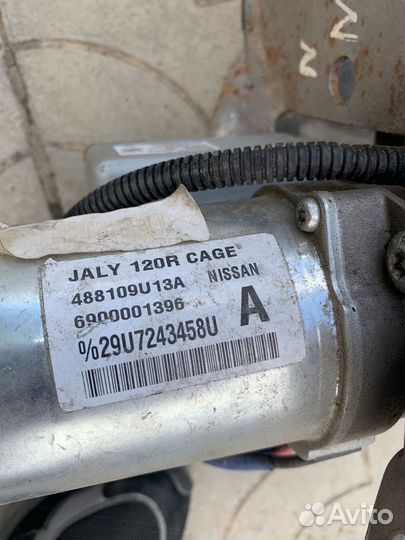 JALY 120R CAGE
488109U13A NISSAN
6900001396
A
%29U7243458U
Avito